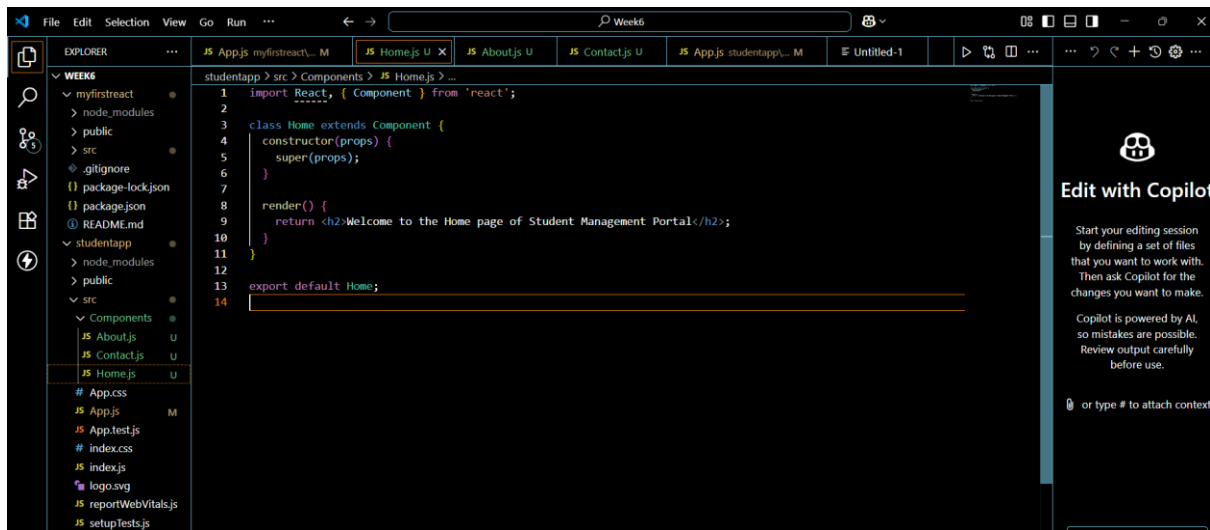 File Edit Selection View Go Run ··· ← → Week6
EXPLORER ···
WEEK6
myfirstreact
node_modules
public
src
.gitignore
{} package-lock.json
{} package.json
README.md
studentapp
node_modules
public
src
Components
JS About.js U
JS Contact.js U
JS Home.js U
# App.css
JS App.js M
JS App.test.js
# index.css
JS index.js
logo.svg
JS reportWebVitals.js
JS setupTests.js
5
JS App.js myfirstreact\... M JS Home.js U X JS About.js U JS Contact.js U JS App.js studentapp\... M Untitled-1 ···
studentapp > src > Components > JS Home.js > ...
1 import React, { Component } from 'react';
2
3 class Home extends Component {
4 constructor(props) {
5 super(props);
6 }
7
8 render() {
9 return <h2>Welcome to the Home page of Student Management Portal</h2>;
10 }
11 }
12
13 export default Home;
14
Edit with Copilot
Start your editing session
by defining a set of files
that you want to work with.
Then ask Copilot for the
changes you want to make.
Copilot is powered by AI,
so mistakes are possible.
Review output carefully
before use.
or type # to attach context